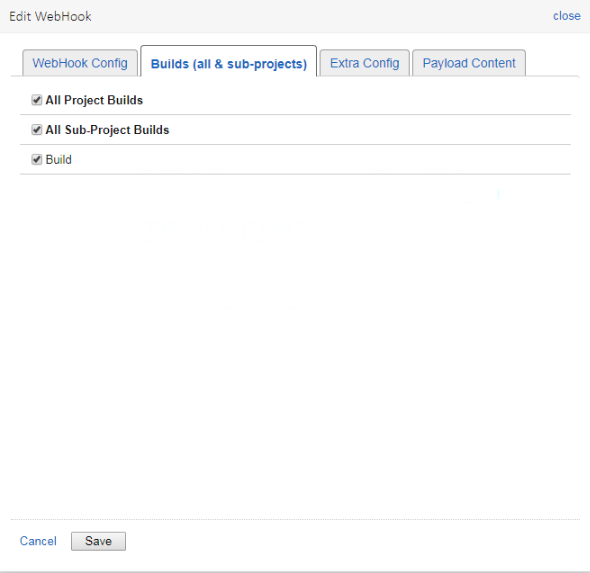 Edit WebHook close
WebHook Config Builds (all & sub-projects) Extra Config Payload Content
All Project Builds
All Sub-Project Builds
Build
Cancel Save